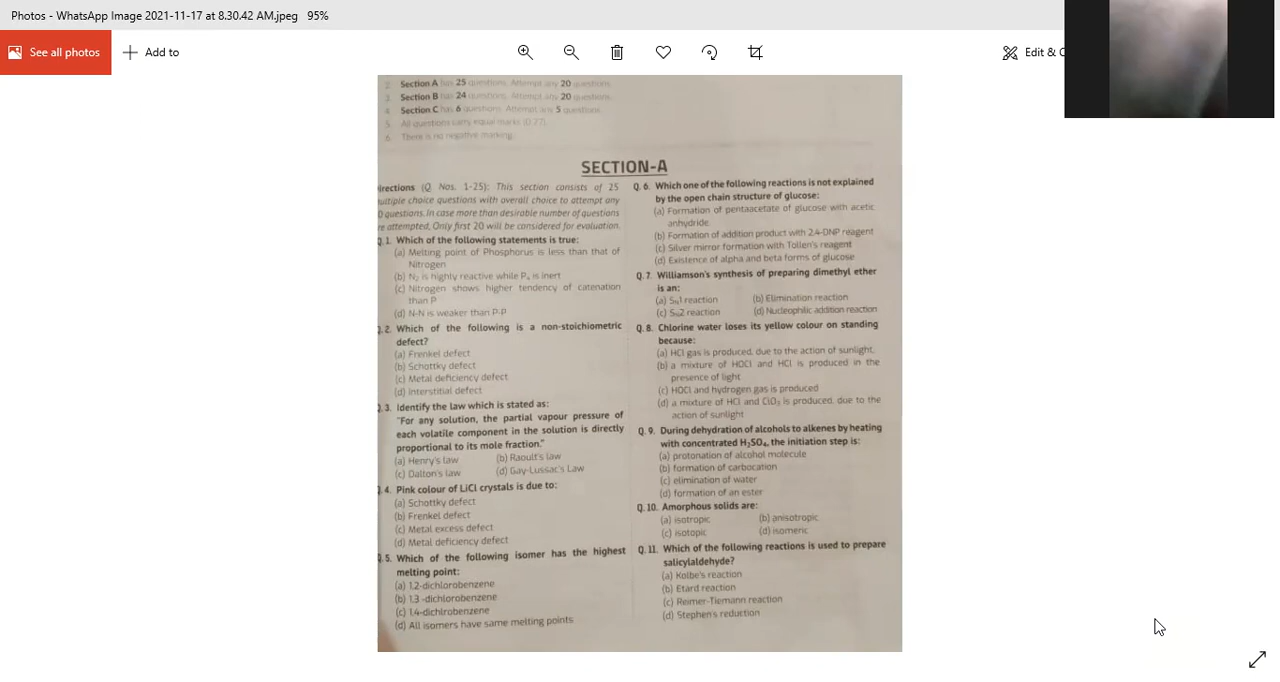 Photos - WhatsApp Image 2021-11-17 at 8.30.42 AM.jpeg 95%
See all photos
Add to
Edit & C
2. Section A has 25 questions. Attempt any 20 questions.
3. Section B has 24 questions. Attempt any 20 questions.
4. Section C has 6 questions. Attempt any 5 questions.
5. All questions carry equal marks (0.77).
6. There is no negative marking.
SECTION-A
irections (Q. Nos. 1-25): This section consists of 25
ultiple choice questions with overall choice to attempt any
0 questions. In case more than desirable number of questions
re attempted, Only first 20 will be considered for evaluation.
Q.1. Which of the following statements is true:
(a) Melting point of Phosphorus is less than that of
Nitrogen
(b) N₂ is highly reactive while P₄ is inert
(c) Nitrogen shows higher tendency of catenation
than P
(d) N-N is weaker than P-P
Q.2. Which of the following is a non-stoichiometric
defect?
(a) Frenkel defect
(b) Schottky defect
(c) Metal deficiency defect
(d) Interstitial defect
Q.3. Identify the law which is stated as:
"For any solution, the partial vapour pressure of
each volatile component in the solution is directly
proportional to its mole fraction."
(a) Henry's law (b) Raoult's law
(c) Dalton's law (d) Gay-Lussac's Law
Q.4. Pink colour of LiCl crystals is due to:
(a) Schottky defect
(b) Frenkel defect
(c) Metal excess defect
(d) Metal deficiency defect
Q.5. Which of the following isomer has the highest
melting point:
(a) 1,2-dichlorobenzene
(b) 1,3 -dichlorobenzene
(c) 1,4-dichlrobenzene
(d) All isomers have same melting points
Q. 6. Which one of the following reactions is not explained
by the open chain structure of glucose:
(a) Formation of pentaacetate of glucose with acetic
anhydride.
(b) Formation of addition product with 2,4-DNP reagent
(c) Silver mirror formation with Tollen's reagent
(d) Existence of alpha and beta forms of glucose
Q. 7. Williamson's synthesis of preparing dimethyl ether
is an:
(a) SN1 reaction (b) Elimination reaction
(c) SN2 reaction (d) Nucleophilic addition reaction
Q. 8. Chlorine water loses its yellow colour on standing
because:
(a) HCl gas is produced, due to the action of sunlight.
(b) a mixture of HOCl and HCl is produced in the
presence of light
(c) HOCl and hydrogen gas is produced
(d) a mixture of HCl and ClO₃ is produced, due to the
action of sunlight
Q. 9. During dehydration of alcohols to alkenes by heating
with concentrated H₂SO₄, the initiation step is:
(a) protonation of alcohol molecule
(b) formation of carbocation
(c) elimination of water
(d) formation of an ester
Q. 10. Amorphous solids are:
(a) isotropic (b) anisotropic
(c) isotopic (d) isomeric
Q. 11. Which of the following reactions is used to prepare
salicylaldehyde?
(a) Kolbe's reaction
(b) Etard reaction
(c) Reimer-Tiemann reaction
(d) Stephen's reduction